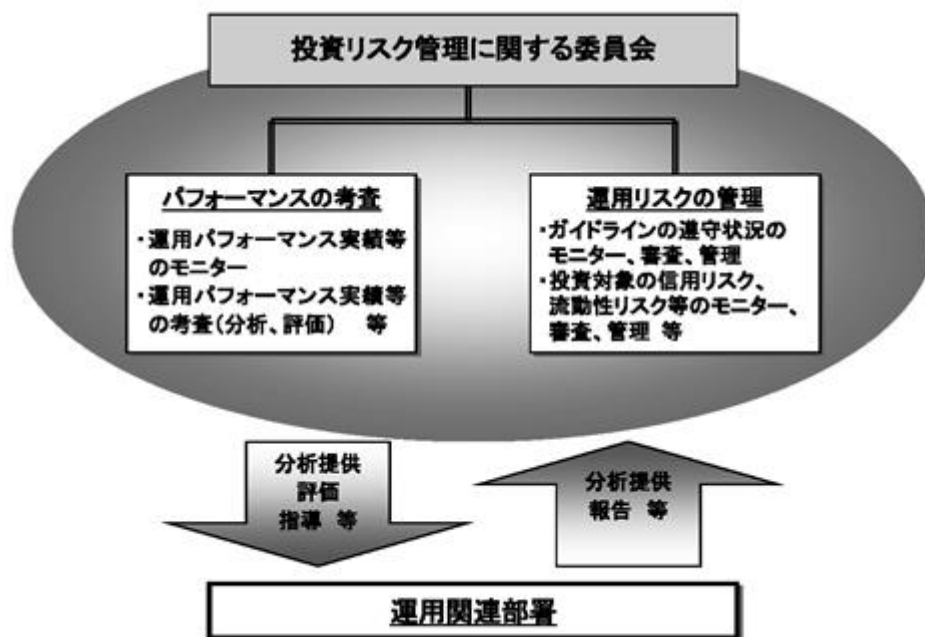 投資リスク管理に関する委員会
パフォーマンスの考査
・運用パフォーマンス実績等
のモニター
・運用パフォーマンス実績等
の考査(分析、評価)　等
運用リスクの管理
・ガイドラインの遵守状況の
モニター、審査、管理
・投資対象の信用リスク、
流動性リスク等のモニター、
審査、管理 等
分析提供
評価
指導　等
分析提供
報告　等
運用関連部署